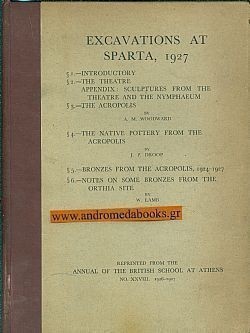 EXCAVATIONS AT
SPARTA, 1927
§ 1.—INTRODUCTORY
§ 2.—THE THEATRE
APPENDIX: SCULPTURES FROM THE
THEATRE AND THE NYMPHAEUM
§ 3.—THE ACROPOLIS
BY
A. M. WOODWARD
§ 4.—THE NATIVE POTTERY FROM THE
ACROPOLIS
BY
J. P. DROOP
§ 5.—BRONZES FROM THE ACROPOLIS, 1924-1927
§ 6.—NOTES ON SOME BRONZES FROM THE
ORTHIA SITE
BY
W. LAMB
www.andromedabooks.gr
REPRINTED FROM THE
ANNUAL OF THE BRITISH SCHOOL AT ATHENS
NO. XXVIII. 1926-1927